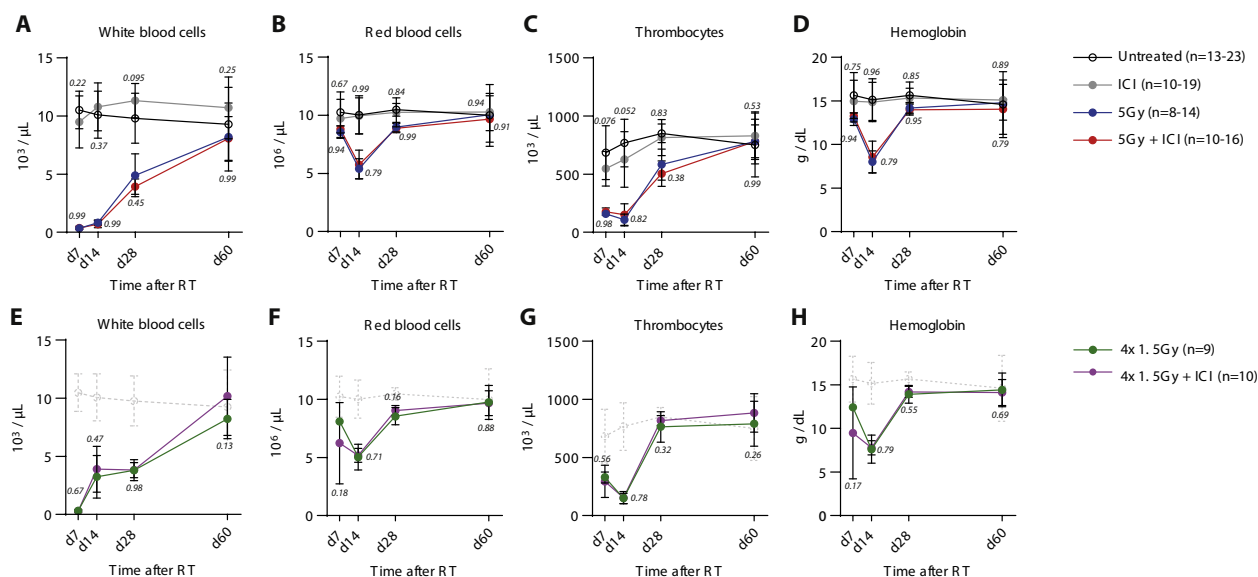 A White blood cells
15
10
5
0
10³ / µL
0.22
0.37
0.095
0.25
0.99
0.99
0.45
0.99
d7 d14 d28 d60
Time after RT
B Red blood cells
15
10
5
0
10⁶ / µL
0.67
0.99
0.84
0.94
0.94
0.79
0.99
0.91
d7 d14 d28 d60
Time after RT
C Thrombocytes
1500
1000
500
0
10³ / µL
0.076
0.052
0.83
0.53
0.98
0.82
0.38
0.99
d7 d14 d28 d60
Time after RT
D Hemoglobin
20
15
10
5
0
g / dL
0.75
0.96
0.85
0.89
0.94
0.79
0.95
0.79
d7 d14 d28 d60
Time after RT
Untreated (n=13-23)
ICI (n=10-19)
5Gy (n=8-14)
5Gy + ICI (n=10-16)
E White blood cells
15
10
5
0
10³ / µL
0.67
0.47
0.98
0.13
d7 d14 d28 d60
Time after RT
F Red blood cells
15
10
5
0
10⁶ / µL
0.18
0.71
0.16
0.88
d7 d14 d28 d60
Time after RT
G Thrombocytes
1500
1000
500
0
10³ / µL
0.56
0.78
0.32
0.26
d7 d14 d28 d60
Time after RT
H Hemoglobin
20
15
10
5
0
g / dL
0.17
0.79
0.55
0.69
d7 d14 d28 d60
Time after RT
4x 1.5Gy (n=9)
4x 1.5Gy + ICI (n=10)